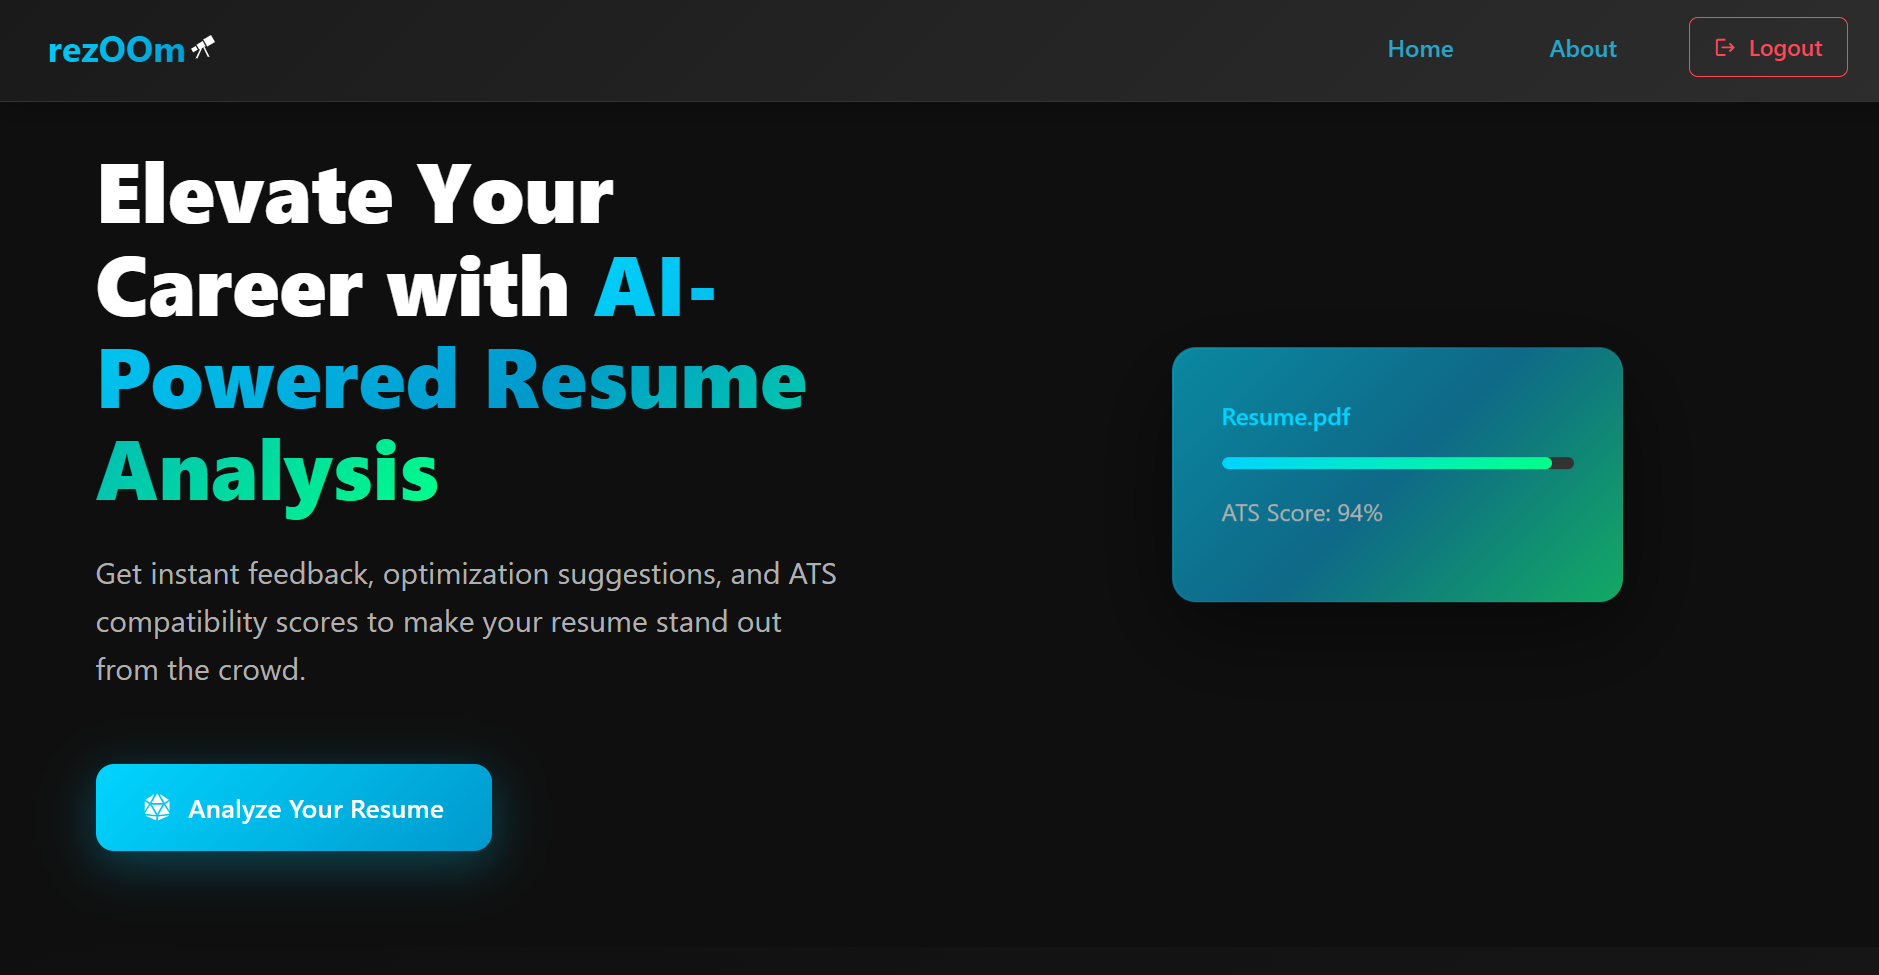 rezOOm
Home
About
Logout
Elevate Your
Career with AI-
Powered Resume
Analysis
Get instant feedback, optimization suggestions, and ATS
compatibility scores to make your resume stand out
from the crowd.
Analyze Your Resume
Resume.pdf
ATS Score: 94%